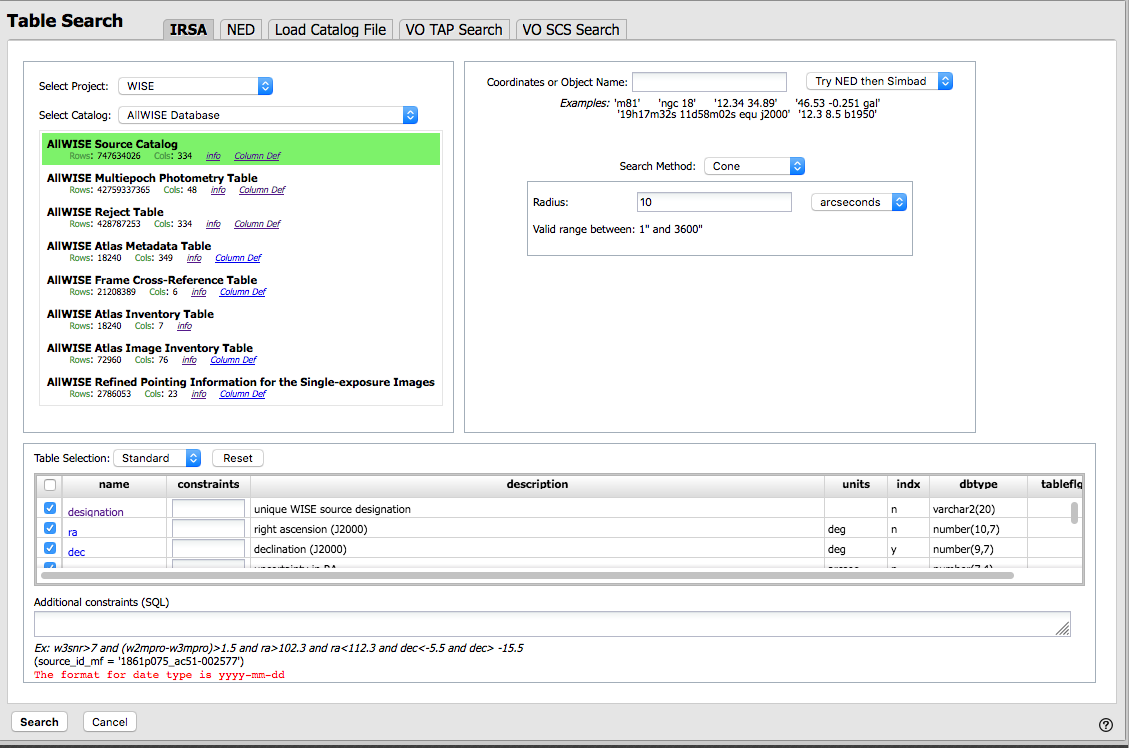 Table Search
IRSA NED Load Catalog File VO TAP Search VO SCS Search
Select Project: WISE
Select Catalog: AllWISE Database
AllWISE Source Catalog
Rows: 747634026 Cols: 334 info Column Def
AllWISE Multiepoch Photometry Table
Rows: 42759337365 Cols: 48 info Column Def
AllWISE Reject Table
Rows: 428787253 Cols: 334 info Column Def
AllWISE Atlas Metadata Table
Rows: 18240 Cols: 349 info Column Def
AllWISE Frame Cross-Reference Table
Rows: 21208389 Cols: 6 info Column Def
AllWISE Atlas Inventory Table
Rows: 18240 Cols: 7 info
AllWISE Atlas Image Inventory Table
Rows: 72960 Cols: 76 info Column Def
AllWISE Refined Pointing Information for the Single-exposure Images
Rows: 2786053 Cols: 23 info Column Def
Coordinates or Object Name: Try NED then Simbad
Examples: 'm81' 'ngc 18' '12.34 34.89' '46.53 -0.251 gal'
'19h17m32s 11d58m02s equ j2000' '12.3 8.5 b1950'
Search Method: Cone
Radius: 10 arcseconds
Valid range between: 1" and 3600"
Table Selection: Standard Reset
name constraints description units indx dbtype tableflg
designation unique WISE source designation n varchar2(20)
ra right ascension (J2000) deg n number(10,7)
dec declination (J2000) deg y number(9,7)
Additional constraints (SQL)
Ex: w3snr>7 and (w2mpro-w3mpro)>1.5 and ra>102.3 and ra<112.3 and dec<-5.5 and dec> -15.5
(source_id_mf = '1861p075_ac51-002577')
The format for date type is yyyy-mm-dd
Search Cancel ?